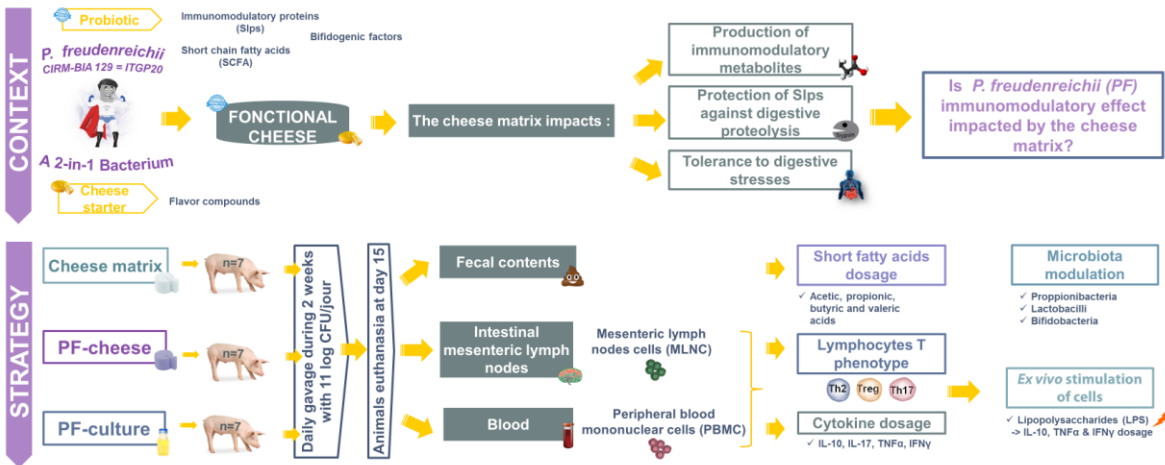 CONTEXT
Probiotic
Immunomodulatory proteins
(Slps)
Bifidogenic factors
Short chain fatty acids
(SCFA)
P. freudenreichii
CIRM-BIA 129 = ITGP20
A 2-in-1 Bacterium
Cheese
starter
Flavor compounds
FONCTIONAL
CHEESE
The cheese matrix impacts :
Production of
immunomodulatory
metabolites
Protection of Slps
against digestive
proteolysis
Tolerance to digestive
stresses
Is P. freudenreichii (PF)
immunomodulatory effect
impacted by the cheese
matrix?
STRATEGY
Cheese matrix
n=7
PF-cheese
n=7
PF-culture
n=7
Daily gavage during 2 weeks
with 11 log CFU/jour
Animals euthanasia at day 15
Fecal contents
Intestinal
mesenteric lymph
nodes
Mesenteric lymph
nodes cells (MLNC)
Blood
Peripheral blood
mononuclear cells (PBMC)
Short fatty acids
dosage
✓ Acetic, propionic,
butyric and valeric
acids
Lymphocytes T
phenotype
Th2
Treg
Th17
Cytokine dosage
✓ IL-10, IL-17, TNFα, IFNγ
Microbiota
modulation
✓ Proppionibacteria
✓ Lactobacilli
✓ Bifidobacteria
Ex vivo stimulation
of cells
✓ Lipopolysaccharides (LPS)
-> IL-10, TNFα & IFNγ dosage